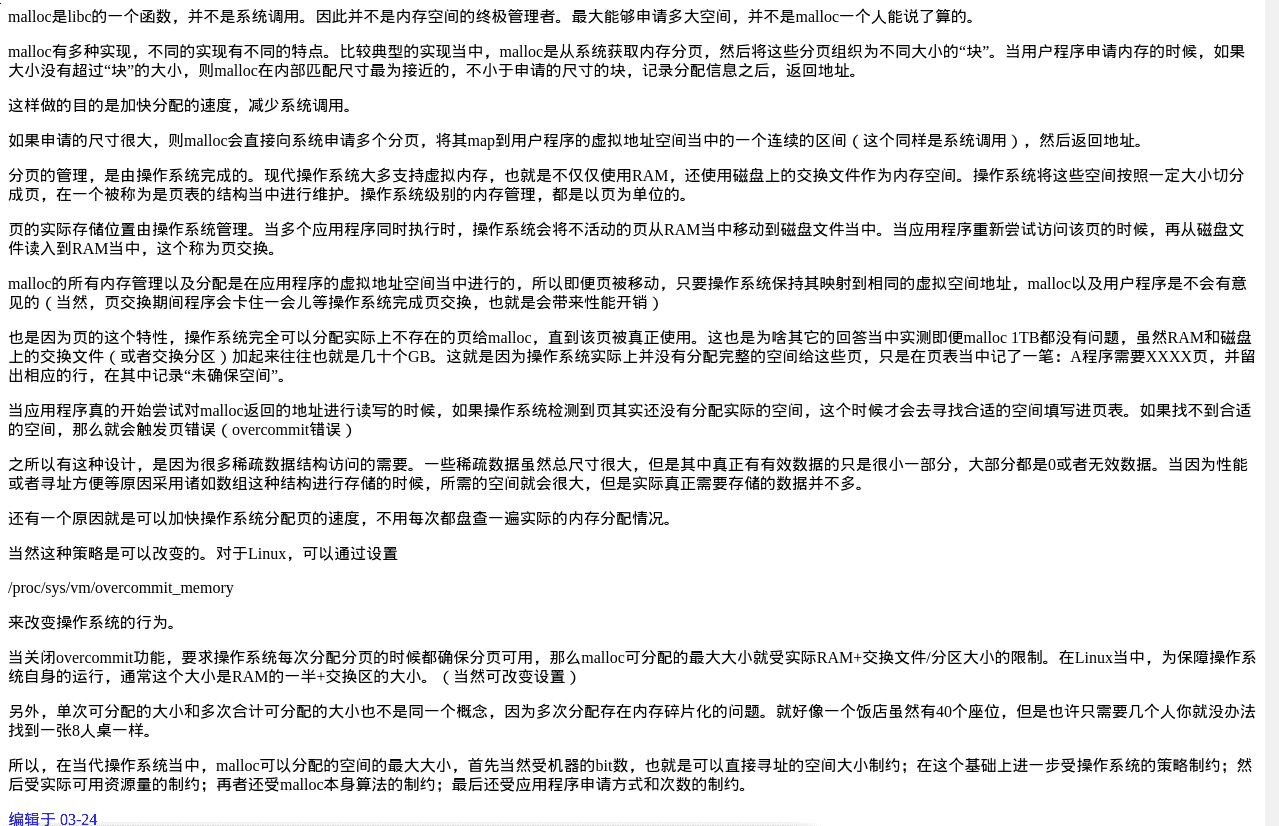 malloc是libc的一个函数，并不是系统调用。因此并不是内存空间的终极管理者。最大能够申请多大空间，并不是malloc一个人能说了算的。
malloc有多种实现，不同的实现有不同的特点。比较典型的实现当中，malloc是从系统获取内存分页，然后将这些分页组织为不同大小的“块”。当用户程序申请内存的时候，如果
大小没有超过“块”的大小，则malloc在内部匹配尺寸最为接近的，不小于申请的尺寸的块，记录分配信息之后，返回地址。
这样做的目的是加快分配的速度，减少系统调用。
如果申请的尺寸很大，则malloc会直接向系统申请多个分页，将其map到用户程序的虚拟地址空间当中的一个连续的区间（这个同样是系统调用），然后返回地址。
分页的管理，是由操作系统完成的。现代操作系统大多支持虚拟内存，也就是不仅仅使用RAM，还使用磁盘上的交换文件作为内存空间。操作系统将这些空间按照一定大小切分
成页，在一个被称为是页表的结构当中进行维护。操作系统级别的内存管理，都是以页为单位的。
页的实际存储位置由操作系统管理。当多个应用程序同时执行时，操作系统会将不活动的页从RAM当中移动到磁盘文件当中。当应用程序重新尝试访问该页的时候，再从磁盘文
件读入到RAM当中，这个称为页交换。
malloc的所有内存管理以及分配是在应用程序的虚拟地址空间当中进行的，所以即便页被移动，只要操作系统保持其映射到相同的虚拟空间地址，malloc以及用户程序是不会有意
见的（当然，页交换期间程序会卡住一会儿等操作系统完成页交换，也就是会带来性能开销）
也是因为页的这个特性，操作系统完全可以分配实际上不存在的页给malloc，直到该页被真正使用。这也是为啥其它的回答当中实测即便malloc 1TB都没有问题，虽然RAM和磁盘
上的交换文件（或者交换分区）加起来往往也就是几十个GB。这就是因为操作系统实际上并没有分配完整的空间给这些页，只是在页表当中记了一笔：A程序需要XXXX页，并留
出相应的行，在其中记录“未确保空间”。
当应用程序真的开始尝试对malloc返回的地址进行读写的时候，如果操作系统检测到页其实还没有分配实际的空间，这个时候才会去寻找合适的空间填写进页表。如果找不到合适
的空间，那么就会触发页错误（overcommit错误）
之所以有这种设计，是因为很多稀疏数据结构访问的需要。一些稀疏数据虽然总尺寸很大，但是其中真正有有效数据的只是很小一部分，大部分都是0或者无效数据。当因为性能
或者寻址方便等原因采用诸如数组这种结构进行存储的时候，所需的空间就会很大，但是实际真正需要存储的数据并不多。
还有一个原因就是可以加快操作系统分配页的速度，不用每次都盘查一遍实际的内存分配情况。
当然这种策略是可以改变的。对于Linux，可以通过设置
/proc/sys/vm/overcommit_memory
来改变操作系统的行为。
当关闭overcommit功能，要求操作系统每次分配分页的时候都确保分页可用，那么malloc可分配的最大大小就受实际RAM+交换文件/分区大小的限制。在Linux当中，为保障操作系
统自身的运行，通常这个大小是RAM的一半+交换区的大小。（当然可改变设置）
另外，单次可分配的大小和多次合计可分配的大小也不是同一个概念，因为多次分配存在内存碎片化的问题。就好像一个饭店虽然有40个座位，但是也许只需要几个人你就没办法
找到一张8人桌一样。
所以，在当代操作系统当中，malloc可以分配的空间的最大大小，首先当然受机器的bit数，也就是可以直接寻址的空间大小制约；在这个基础上进一步受操作系统的策略制约；然
后受实际可用资源量的制约；再者还受malloc本身算法的制约；最后还受应用程序申请方式和次数的制约。
编辑于 03-24